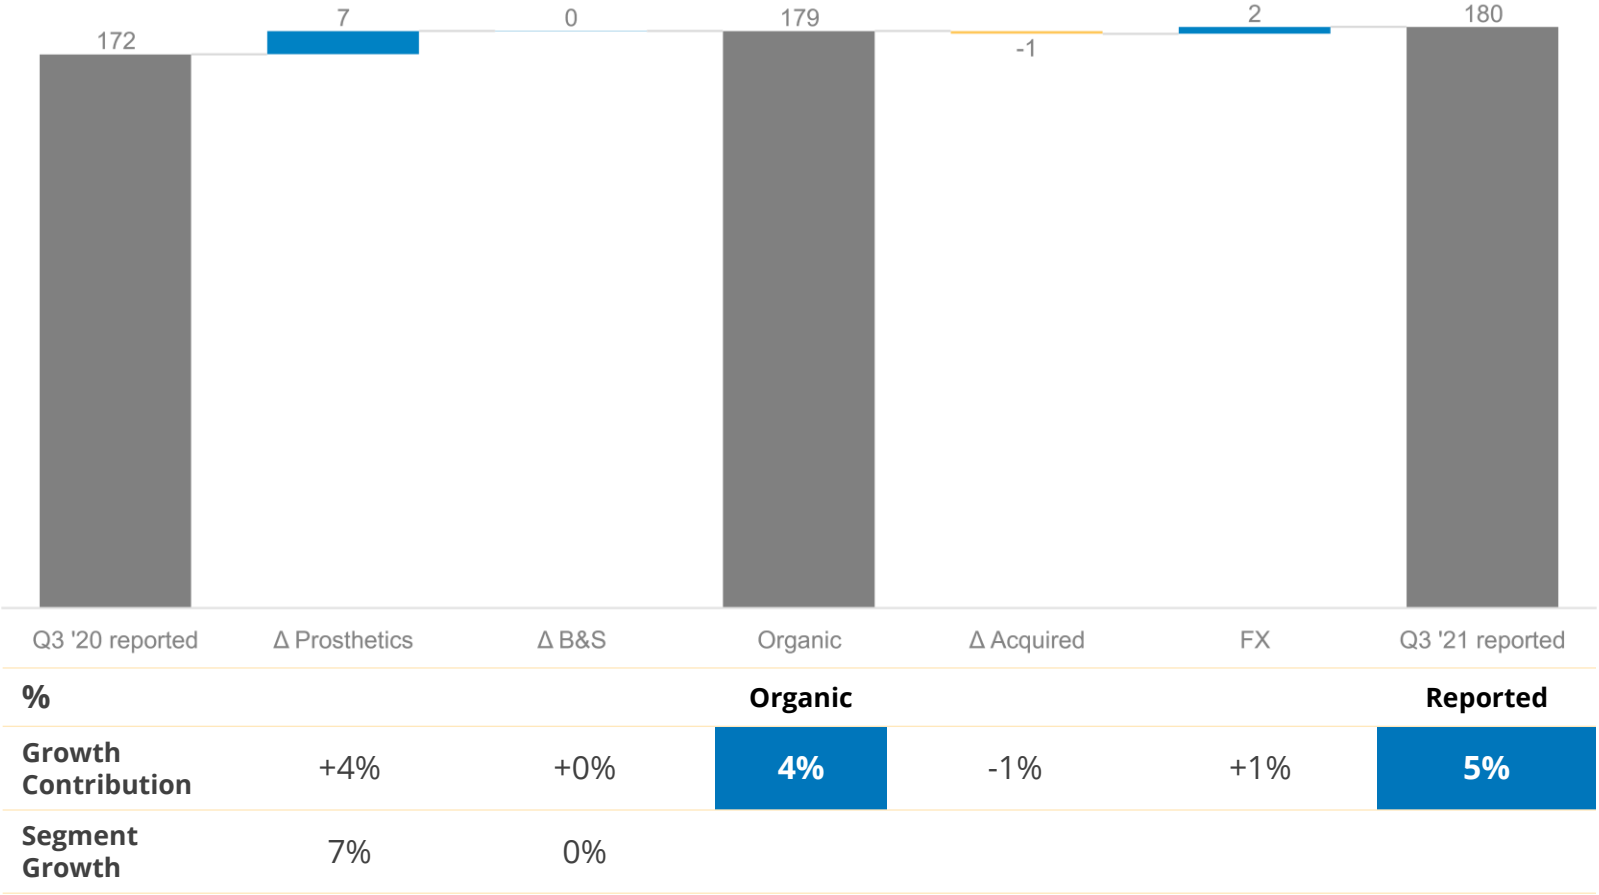 172
7
0
179
-1
2
180
Q3 '20 reported
Δ Prosthetics
Δ B&S
Organic
Δ Acquired
FX
Q3 '21 reported
% Organic Reported
Growth
Contribution
+4% +0% 4% -1% +1% 5%
Segment
Growth
7% 0%